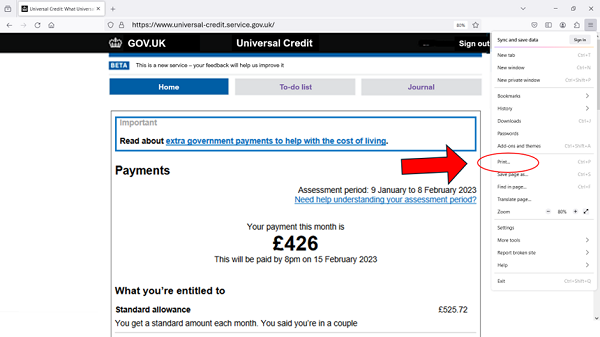 Universal Credit: What Univers
https://www.universal-credit.service.gov.uk/
80%
GOV.UK
Universal Credit
Sign out
BETA This is a new service – your feedback will help us improve it
Home
To-do list
Journal
Important
Read about extra government payments to help with the cost of living.
Payments
Assessment period: 9 January to 8 February 2023
Need help understanding your assessment period?
Your payment this month is
£426
This will be paid by 8pm on 15 February 2023
What you're entitled to
Standard allowance £525.72
You get a standard amount each month. You said you're in a couple
Sync and save data Sign in
New tab Ctrl+T
New window Ctrl+N
New private window Ctrl+Shift+P
Bookmarks
History
Downloads Ctrl+J
Passwords
Add-ons and themes Ctrl+Shift+A
Print... Ctrl+P
Save page as... Ctrl+S
Find in page... Ctrl+F
Translate page...
Zoom 80%
Settings
More tools
Report broken site
Help
Exit Ctrl+Shift+Q